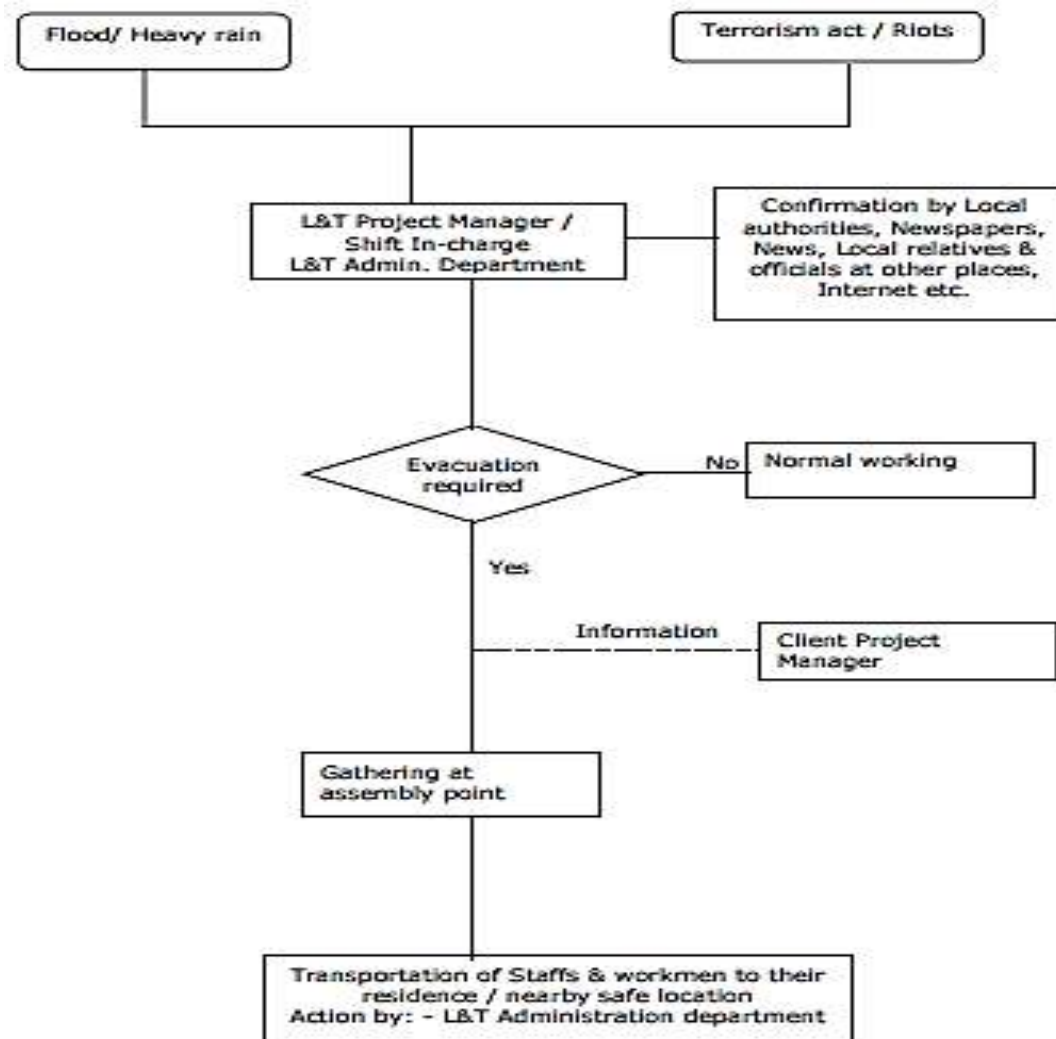 Flood/ Heavy rain
Terrorism act / Riots
L&T Project Manager /
Shift In-charge
L&T Admin. Department
Confirmation by Local
authorities, Newspapers,
News, Local relatives &
officials at other places,
Internet etc.
Evacuation
required
No
Normal working
Yes
Information
Client Project
Manager
Gathering at
assembly point
Transportation of Staffs & workmen to their
residence / nearby safe location
Action by: - L&T Administration department